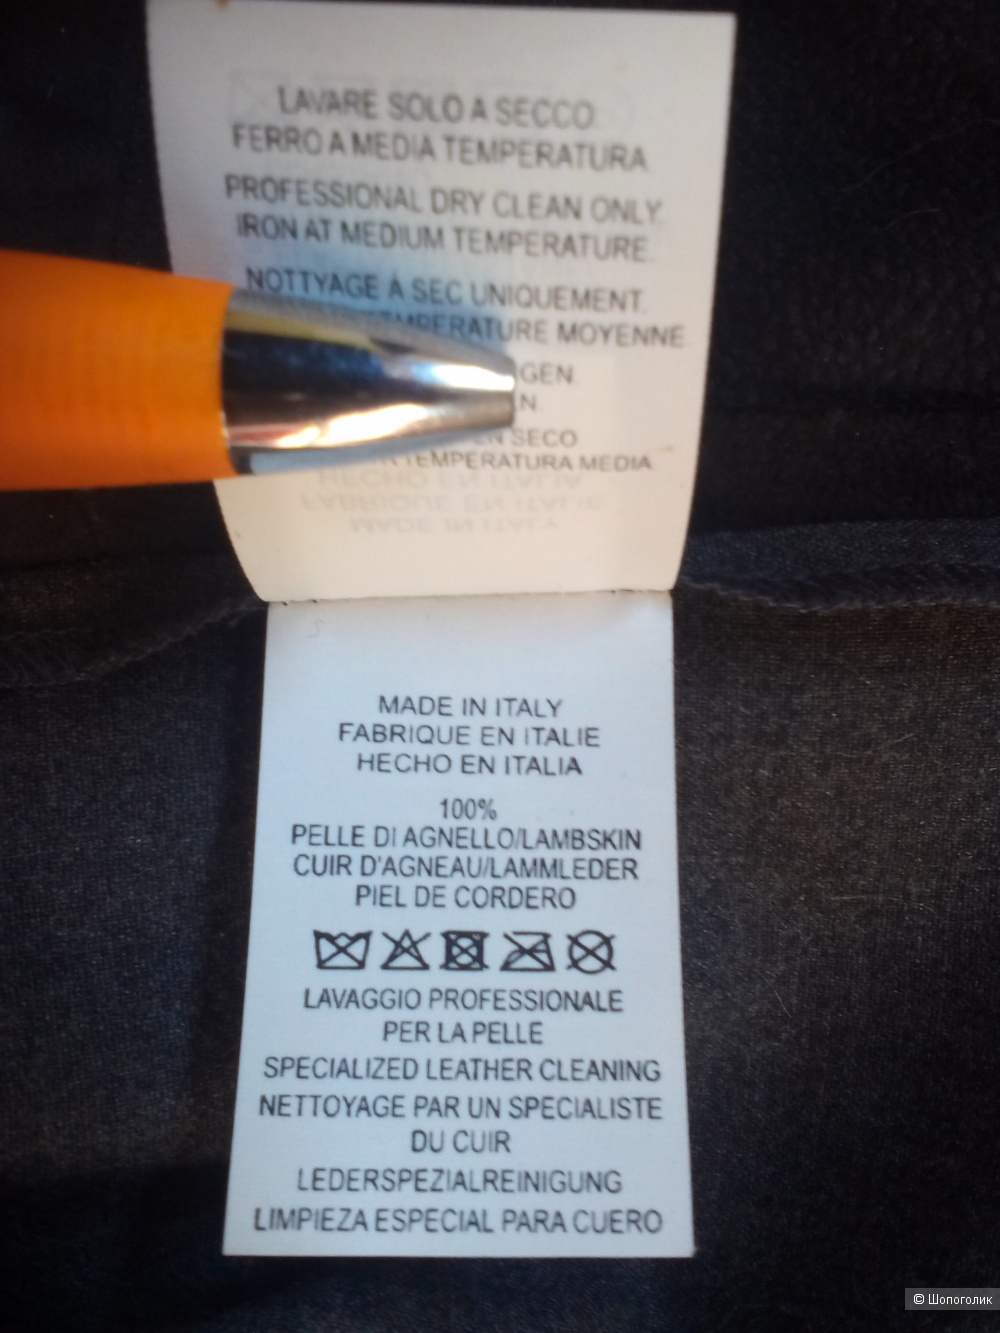 LAVARE SOLO A SECCO
FERRO A MEDIA TEMPERATURA
PROFESSIONAL DRY CLEAN ONLY.
IRON AT MEDIUM TEMPERATURE.
NOTTYAGE À SEC UNIQUEMENT.
MOYENNE
SECO
TEMPERATURA MEDIA
MADE IN ITALY
FABRIQUE EN ITALIE
HECHO EN ITALIA
100%
PELLE DI AGNELLO/LAMBSKIN
CUIR D'AGNEAU/LAMMLEDER
PIEL DE CORDERO
LAVAGGIO PROFESSIONALE
PER LA PELLE
SPECIALIZED LEATHER CLEANING
NETTOYAGE PAR UN SPECIALISTE
DU CUIR
LEDERSPEZIALREINIGUNG
LIMPIEZA ESPECIAL PARA CUERO
© Шопоголик